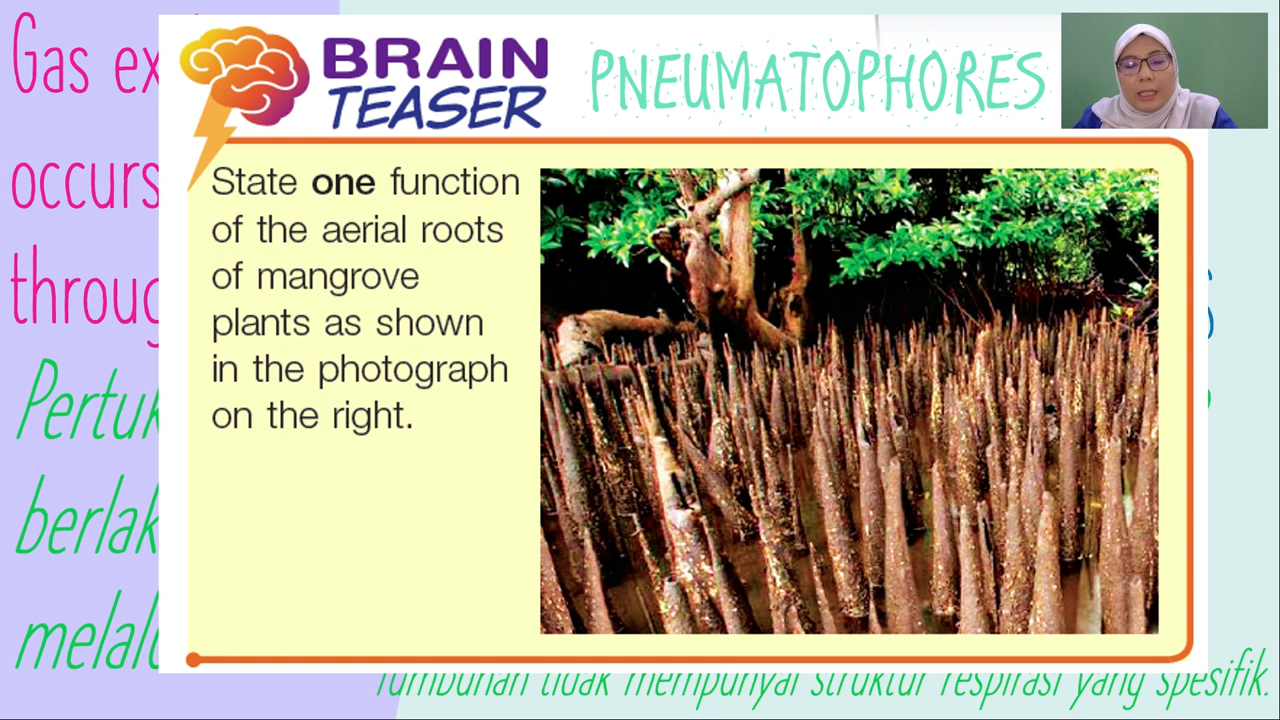 Gas ex
occurs
throug
Pertuk
berlak
melal
BRAIN
TEASER
PNEUMATOPHORES
State one function
of the aerial roots
of mangrove
plants as shown
in the photograph
on the right.
Tumbuhan tidak mempunyai struktur respirasi yang spesifik.